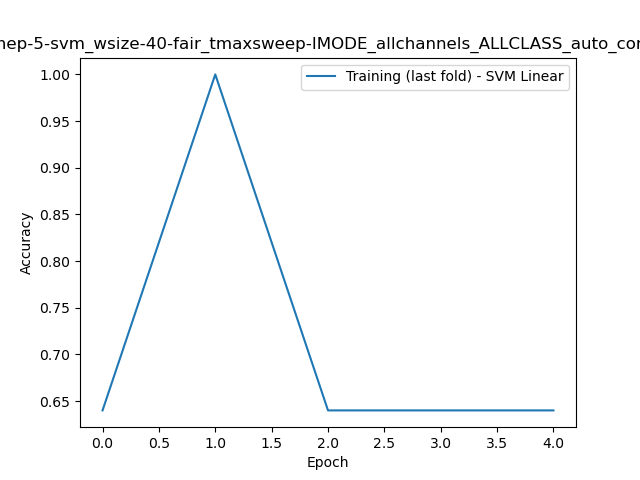 nep-5-svm_wsize-40-fair_tmaxsweep-IMODE_allchannels_ALLCLASS_auto_cor
Training (last fold) - SVM Linear
1.00
0.95
0.90
0.85
0.80
0.75
0.70
0.65
Accuracy
0.0 0.5 1.0 1.5 2.0 2.5 3.0 3.5 4.0
Epoch